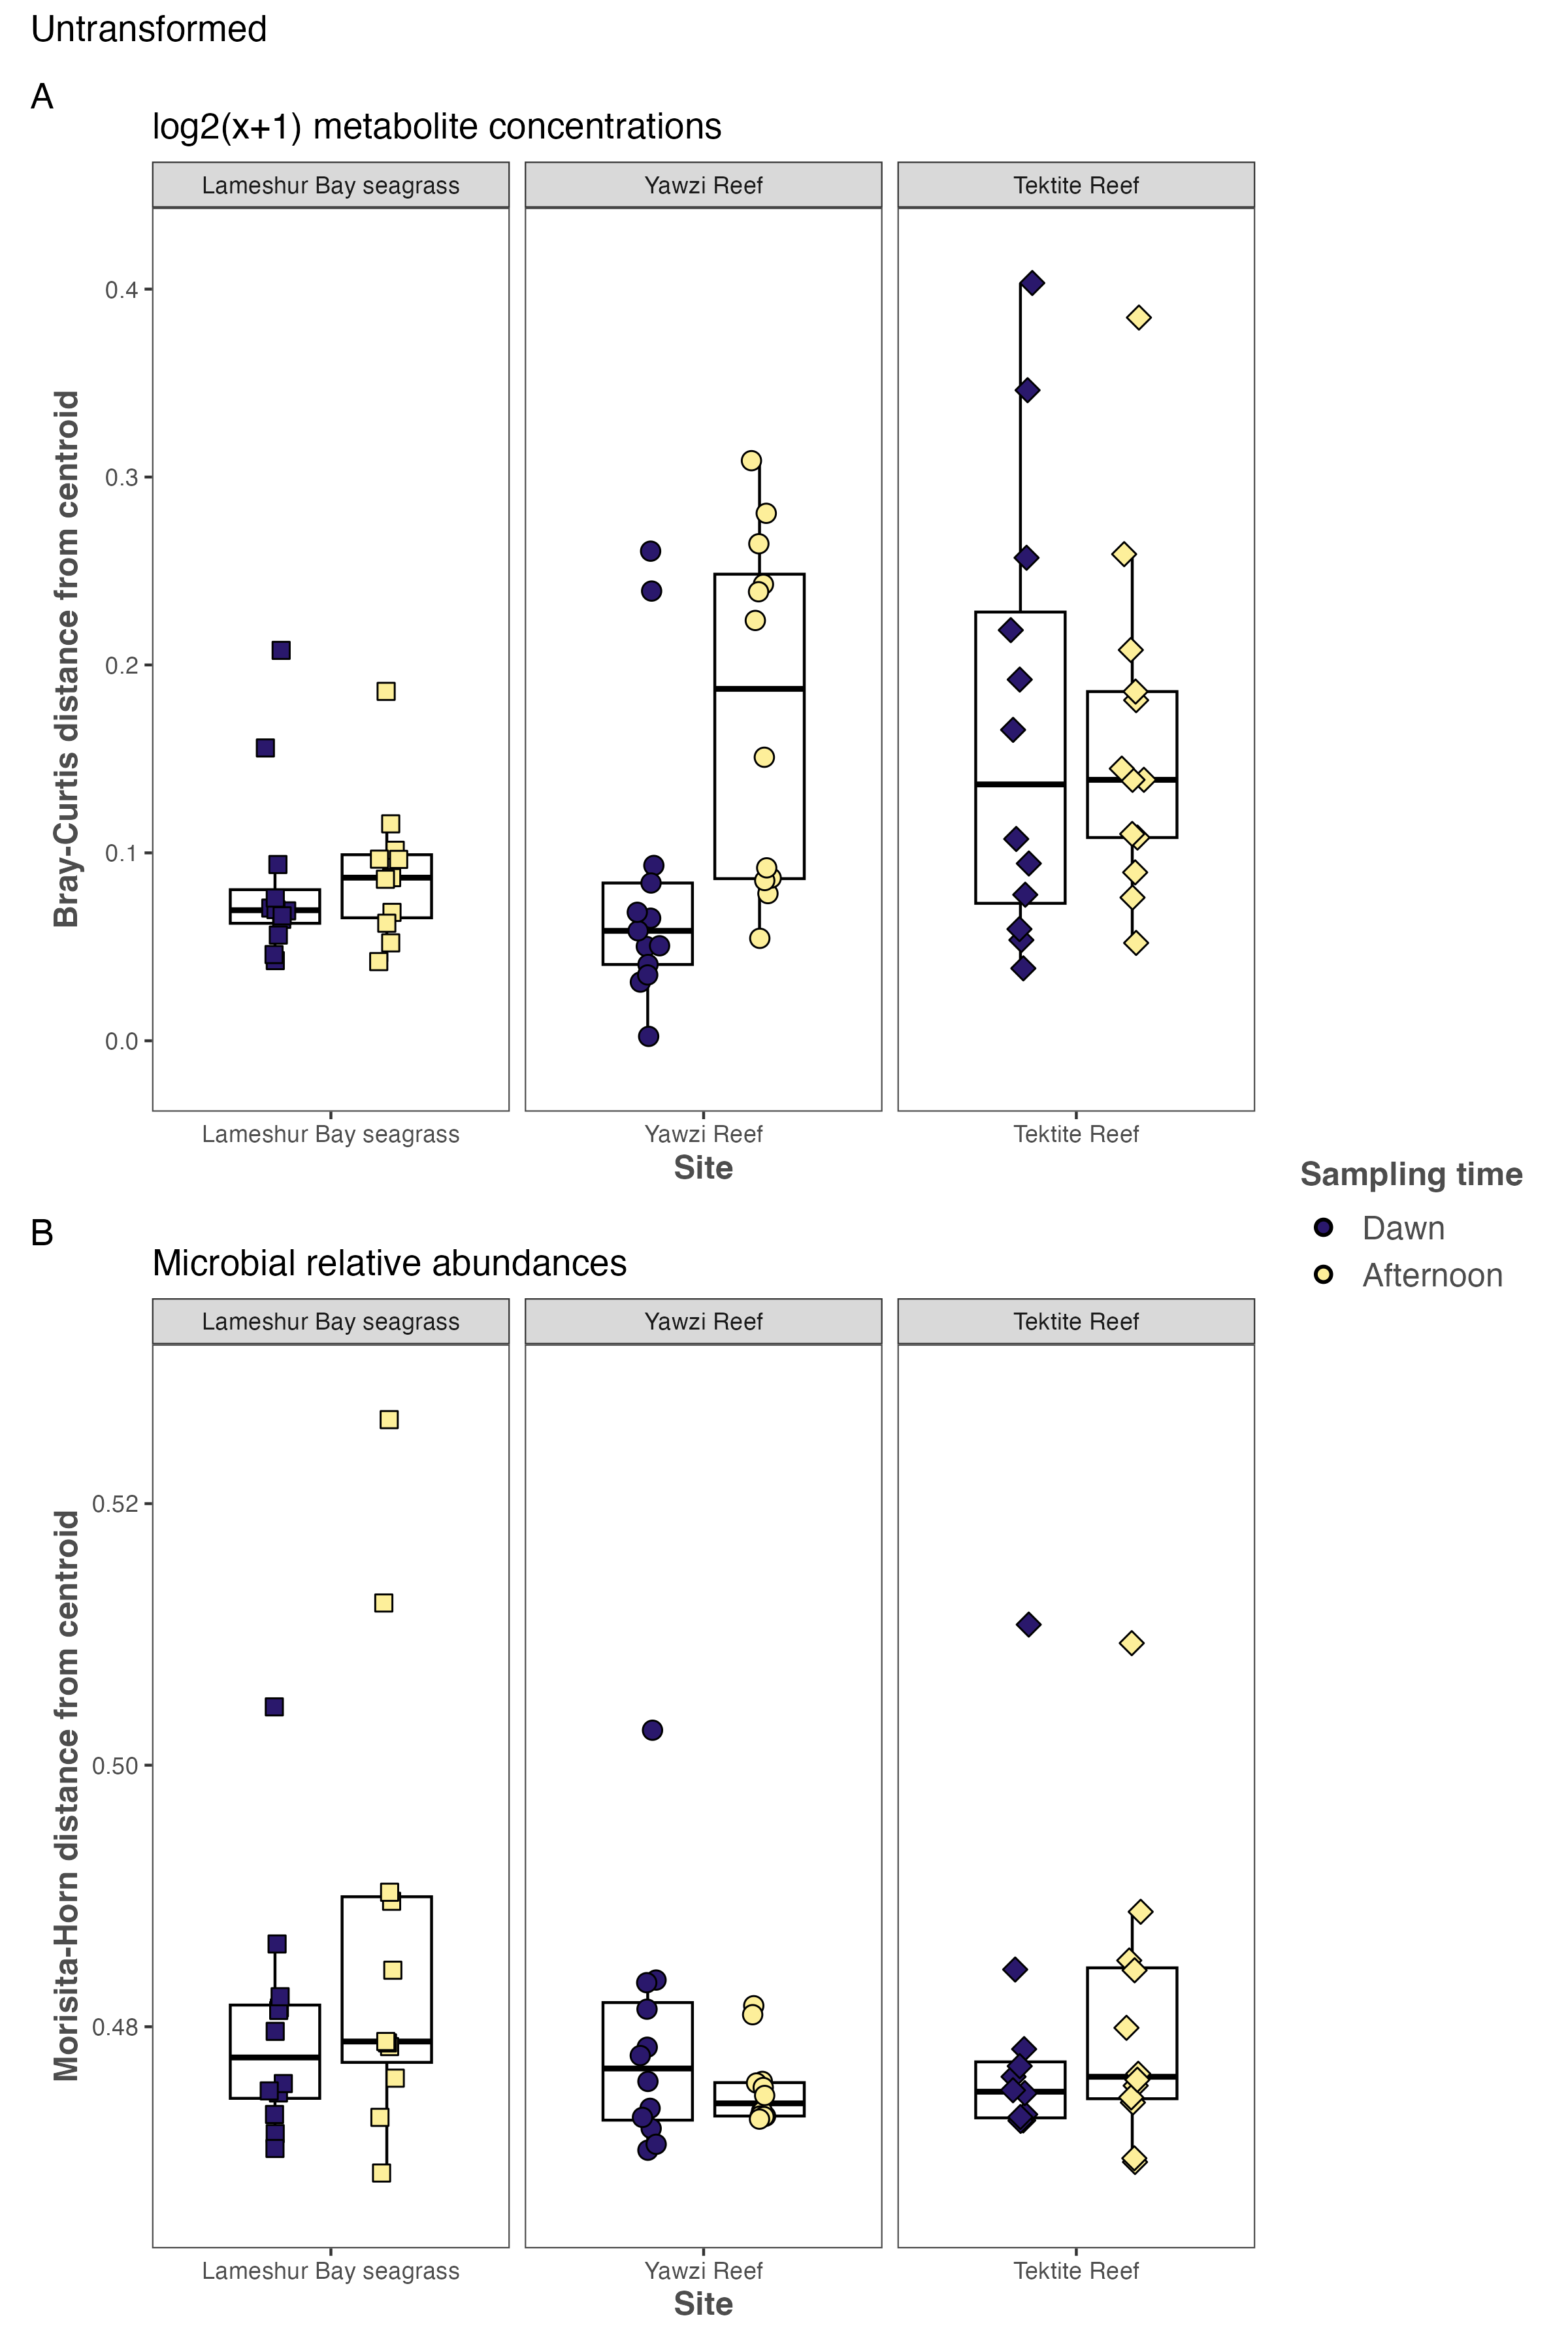 Untransformed
A
log2(x+1) metabolite concentrations
Lameshur Bay seagrass
Yawzi Reef
Tektite Reef
Bray-Curtis distance from centroid
0.4
0.3
0.2
0.1
0.0
Lameshur Bay seagrass
Yawzi Reef
Tektite Reef
Site
Sampling time
Dawn
Afternoon
B
Microbial relative abundances
Lameshur Bay seagrass
Yawzi Reef
Tektite Reef
Morisita-Horn distance from centroid
0.52
0.50
0.48
Lameshur Bay seagrass
Yawzi Reef
Tektite Reef
Site